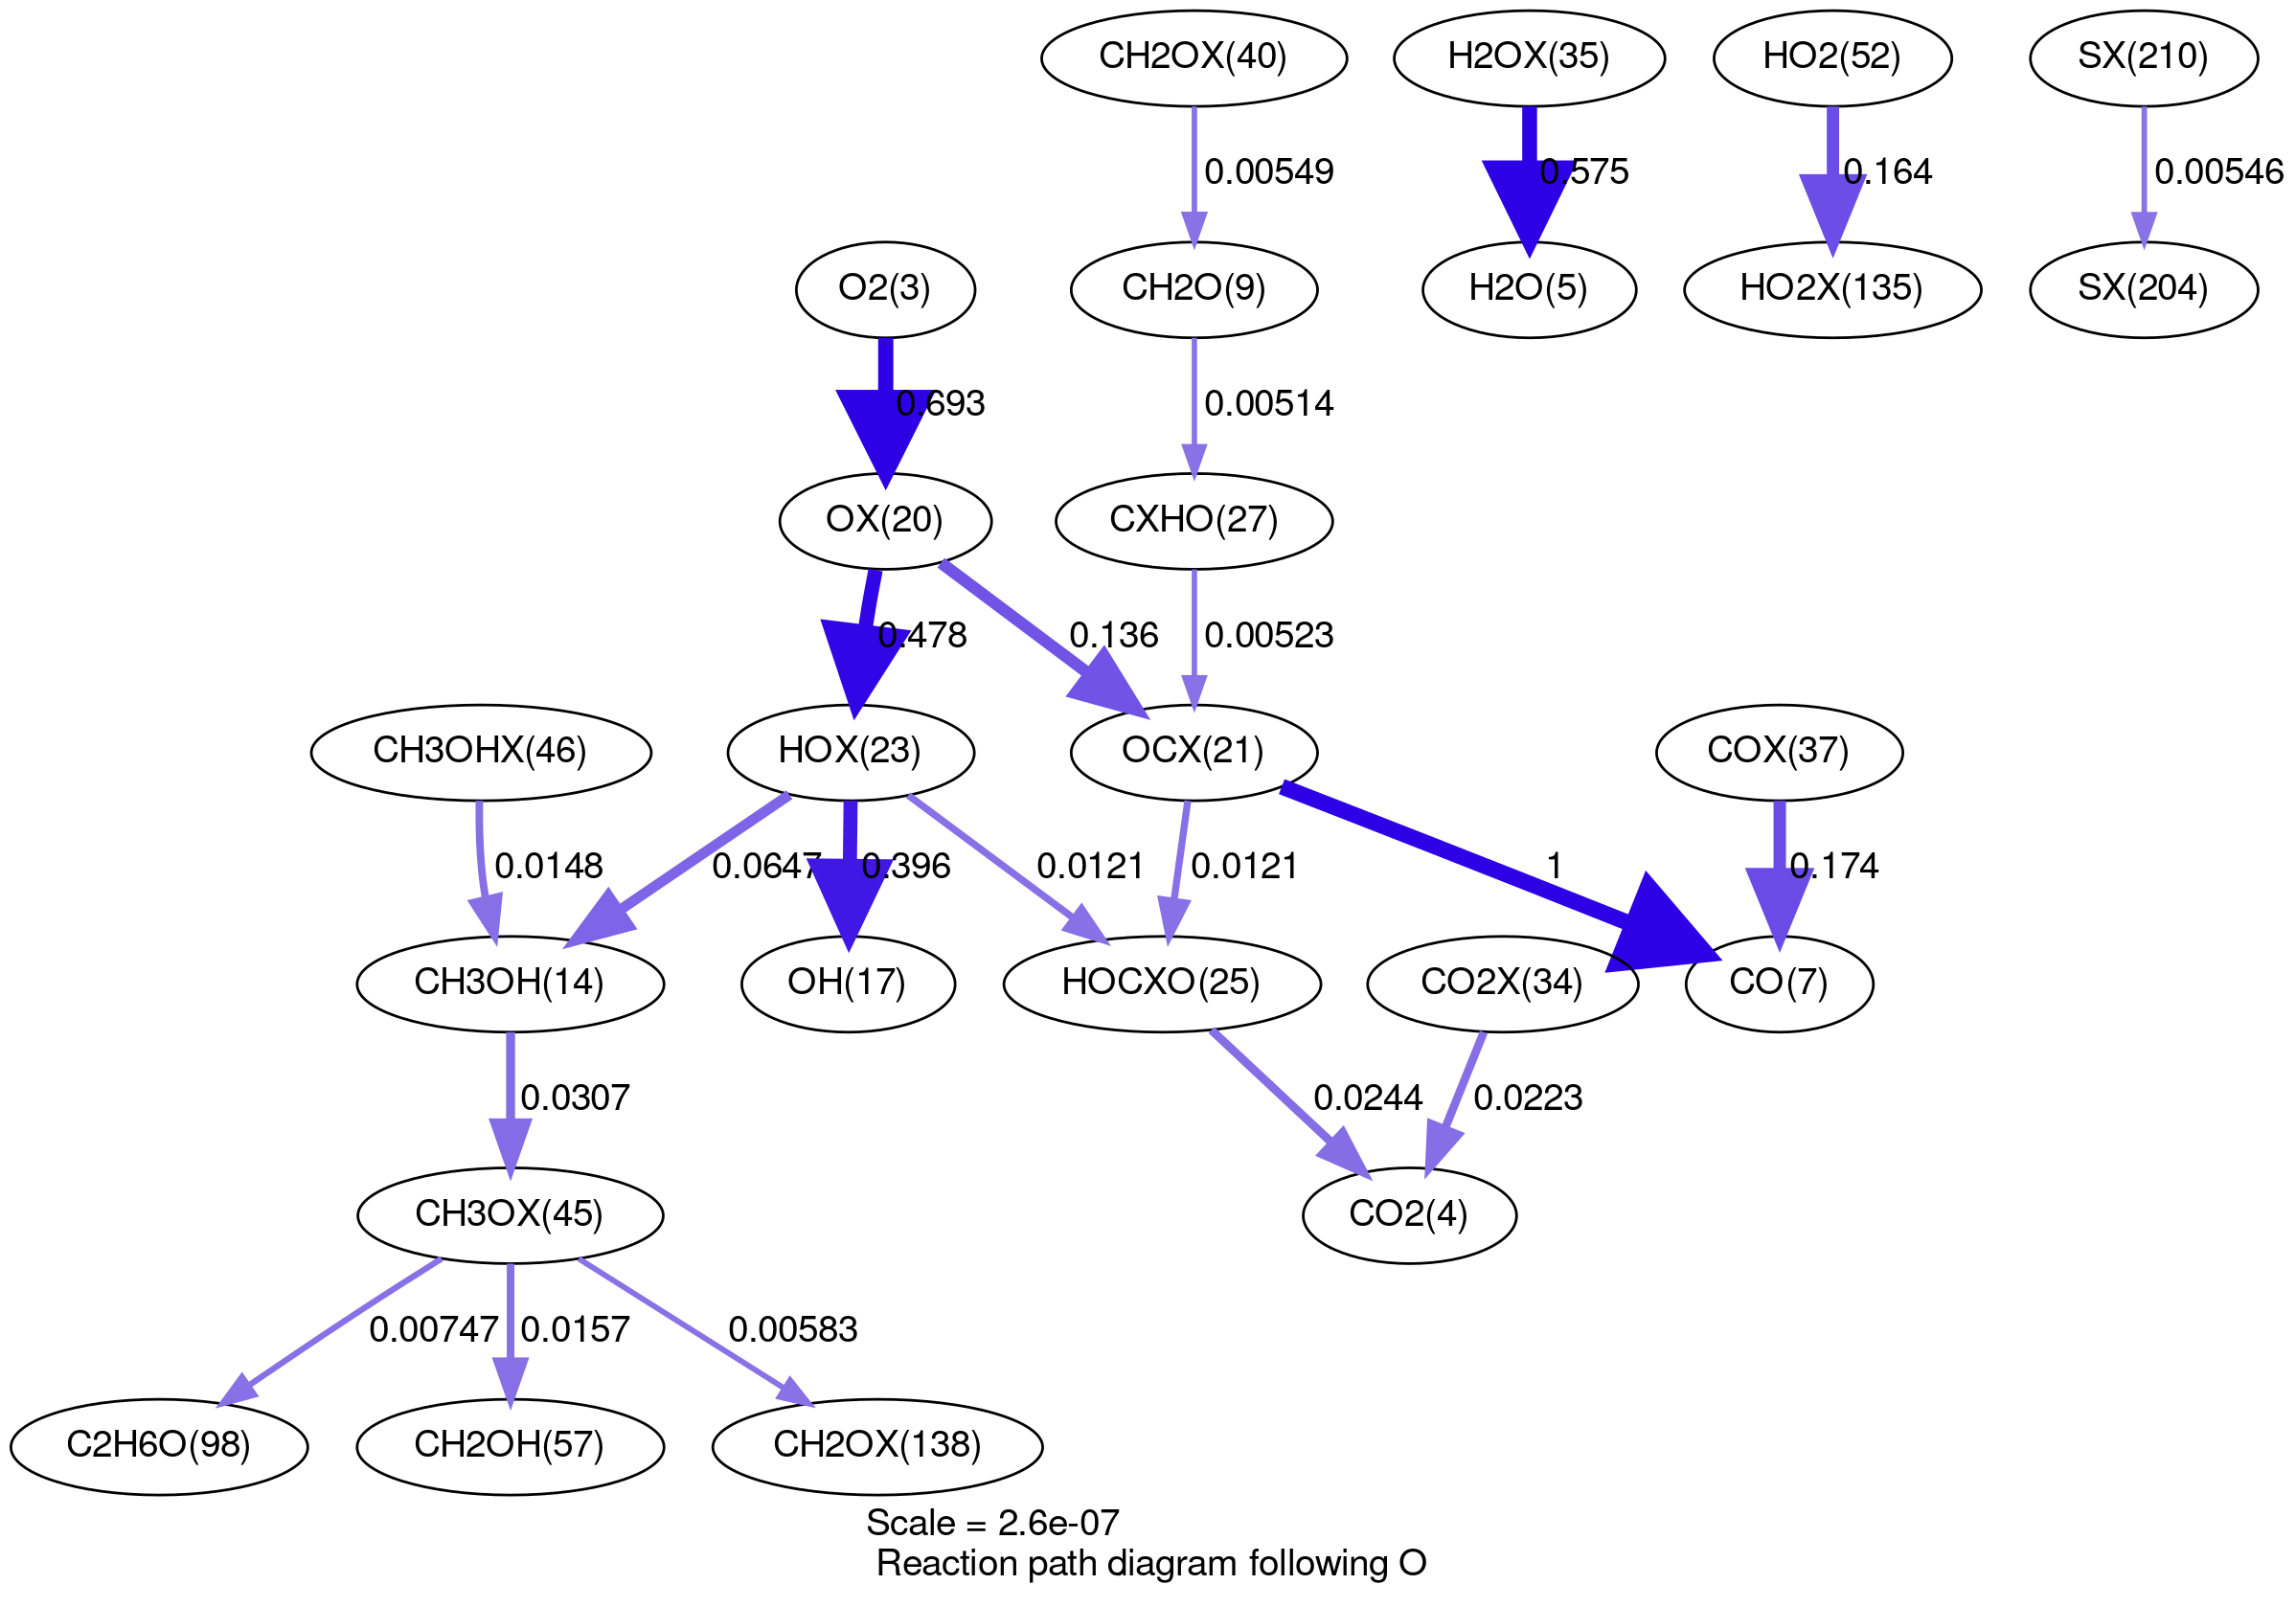 CH2OX(40)
H2OX(35)
HO2(52)
SX(210)
0.00549
0.575
0.164
0.00546
O2(3)
CH2O(9)
H2O(5)
HO2X(135)
SX(204)
0.693
0.00514
OX(20)
CXHO(27)
0.478
0.136
0.00523
CH3OHX(46)
HOX(23)
OCX(21)
COX(37)
0.0148
0.0647
0.396
0.0121
0.0121
1
0.174
CH3OH(14)
OH(17)
HOCXO(25)
CO2X(34)
CO(7)
0.0307
0.0244
0.0223
CH3OX(45)
CO2(4)
0.00747
0.0157
0.00583
C2H6O(98)
CH2OH(57)
CH2OX(138)
Scale = 2.6e-07
Reaction path diagram following O